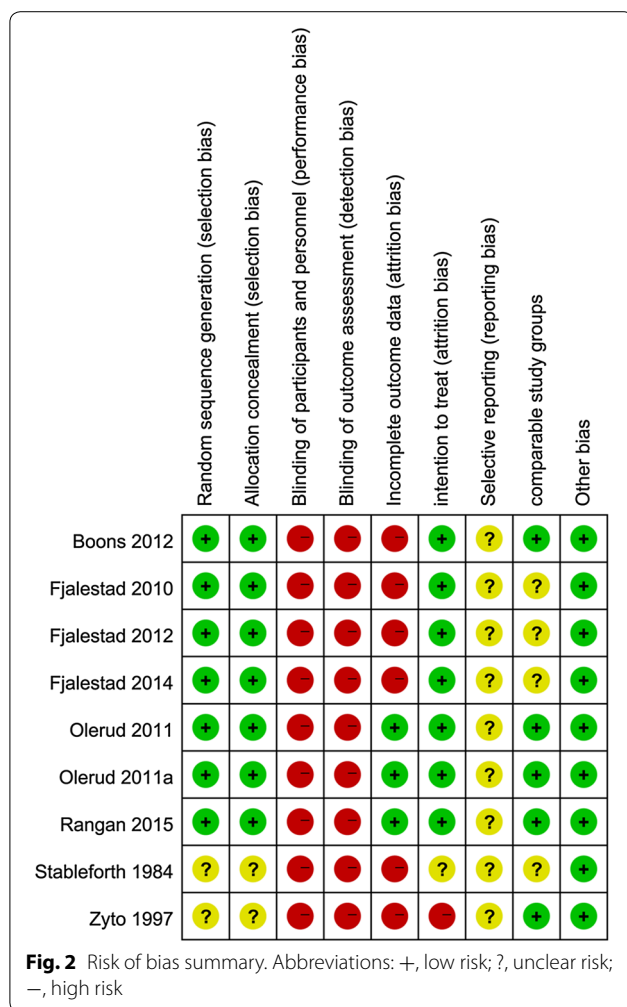 Random sequence generation (selection bias)
Allocation concealment (selection bias)
Blinding of participants and personnel (performance bias)
Blinding of outcome assessment (detection bias)
Incomplete outcome data (attrition bias)
intention to treat (attrition bias)
Selective reporting (reporting bias)
comparable study groups
Other bias
Boons 2012 + + − − − + ? + +
Fjalestad 2010 + + − − − + ? ? +
Fjalestad 2012 + + − − − + ? ? +
Fjalestad 2014 + + − − − + ? ? +
Olerud 2011 + + − − + + ? + +
Olerud 2011a + + − − + + ? + +
Rangan 2015 + + − − + + ? + +
Stableforth 1984 ? ? − − − ? ? ? +
Zyto 1997 ? ? − − − − ? + +
Fig. 2 Risk of bias summary. Abbreviations: +, low risk; ?, unclear risk;
−, high risk